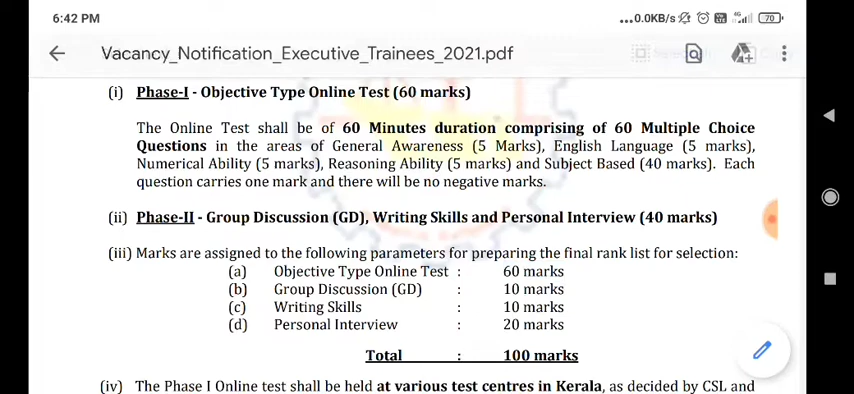 6:42 PM
...0.0KB/s 4G 70
Vacancy_Notification_Executive_Trainees_2021.pdf
(i) Phase-I - Objective Type Online Test (60 marks)
The Online Test shall be of 60 Minutes duration comprising of 60 Multiple Choice
Questions in the areas of General Awareness (5 Marks), English Language (5 marks),
Numerical Ability (5 marks), Reasoning Ability (5 marks) and Subject Based (40 marks). Each
question carries one mark and there will be no negative marks.
(ii) Phase-II - Group Discussion (GD), Writing Skills and Personal Interview (40 marks)
(iii) Marks are assigned to the following parameters for preparing the final rank list for selection:
(a) Objective Type Online Test : 60 marks
(b) Group Discussion (GD) : 10 marks
(c) Writing Skills : 10 marks
(d) Personal Interview : 20 marks
Total : 100 marks
(iv) The Phase I Online test shall be held at various test centres in Kerala, as decided by CSL and